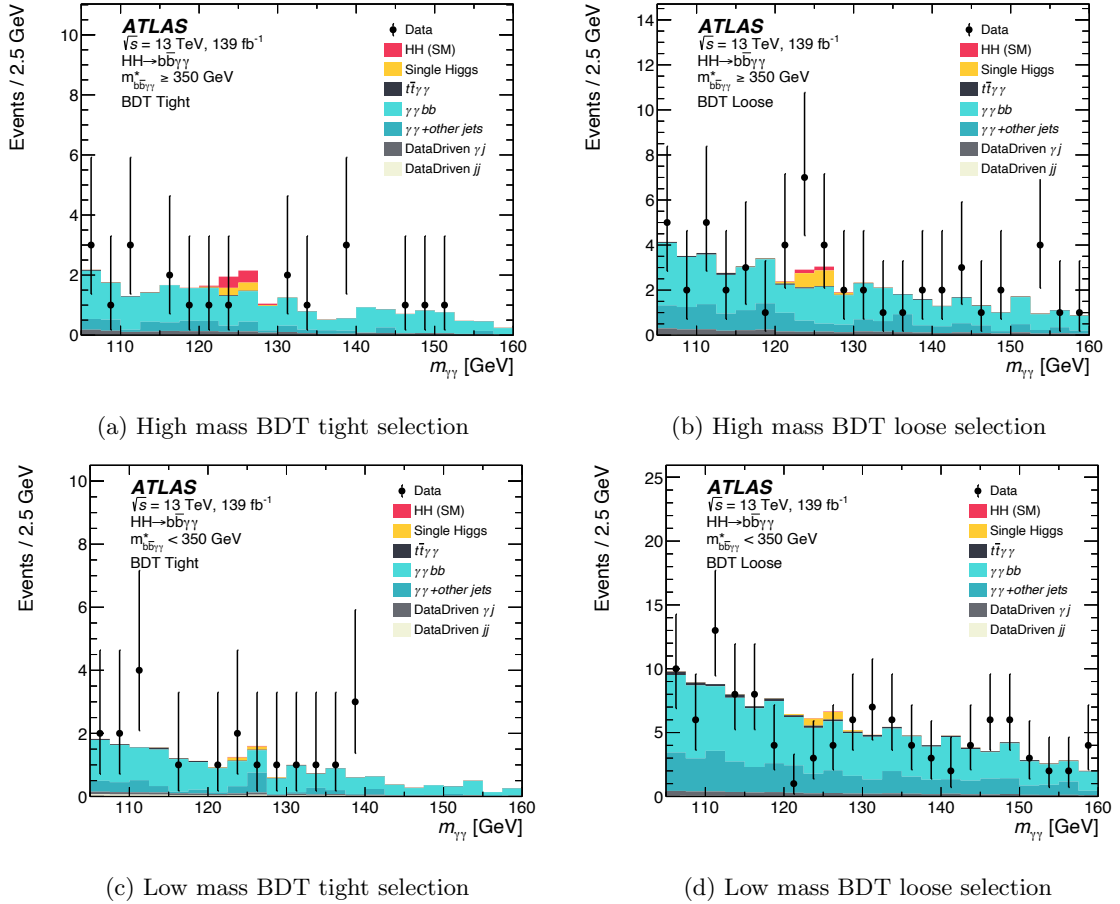 Events / 2.5 GeV
10
8
6
4
2
0
ATLAS
√s = 13 TeV, 139 fb⁻¹
HH→bb̅γγ
m*bb̅γγ ≥ 350 GeV
BDT Tight
Data
HH (SM)
Single Higgs
tt̅γγ
γγbb
γγ+other jets
DataDriven γj
DataDriven jj
110 120 130 140 150 160
mγγ [GeV]
(a) High mass BDT tight selection
Events / 2.5 GeV
14
12
10
8
6
4
2
0
ATLAS
√s = 13 TeV, 139 fb⁻¹
HH→bb̅γγ
m*bb̅γγ ≥ 350 GeV
BDT Loose
Data
HH (SM)
Single Higgs
tt̅γγ
γγbb
γγ+other jets
DataDriven γj
DataDriven jj
110 120 130 140 150 160
mγγ [GeV]
(b) High mass BDT loose selection
Events / 2.5 GeV
10
8
6
4
2
0
ATLAS
√s = 13 TeV, 139 fb⁻¹
HH→bb̅γγ
m*bb̅γγ < 350 GeV
BDT Tight
Data
HH (SM)
Single Higgs
tt̅γγ
γγbb
γγ+other jets
DataDriven γj
DataDriven jj
110 120 130 140 150 160
mγγ [GeV]
(c) Low mass BDT tight selection
Events / 2.5 GeV
25
20
15
10
5
0
ATLAS
√s = 13 TeV, 139 fb⁻¹
HH→bb̅γγ
m*bb̅γγ < 350 GeV
BDT Loose
Data
HH (SM)
Single Higgs
tt̅γγ
γγbb
γγ+other jets
DataDriven γj
DataDriven jj
110 120 130 140 150 160
mγγ [GeV]
(d) Low mass BDT loose selection